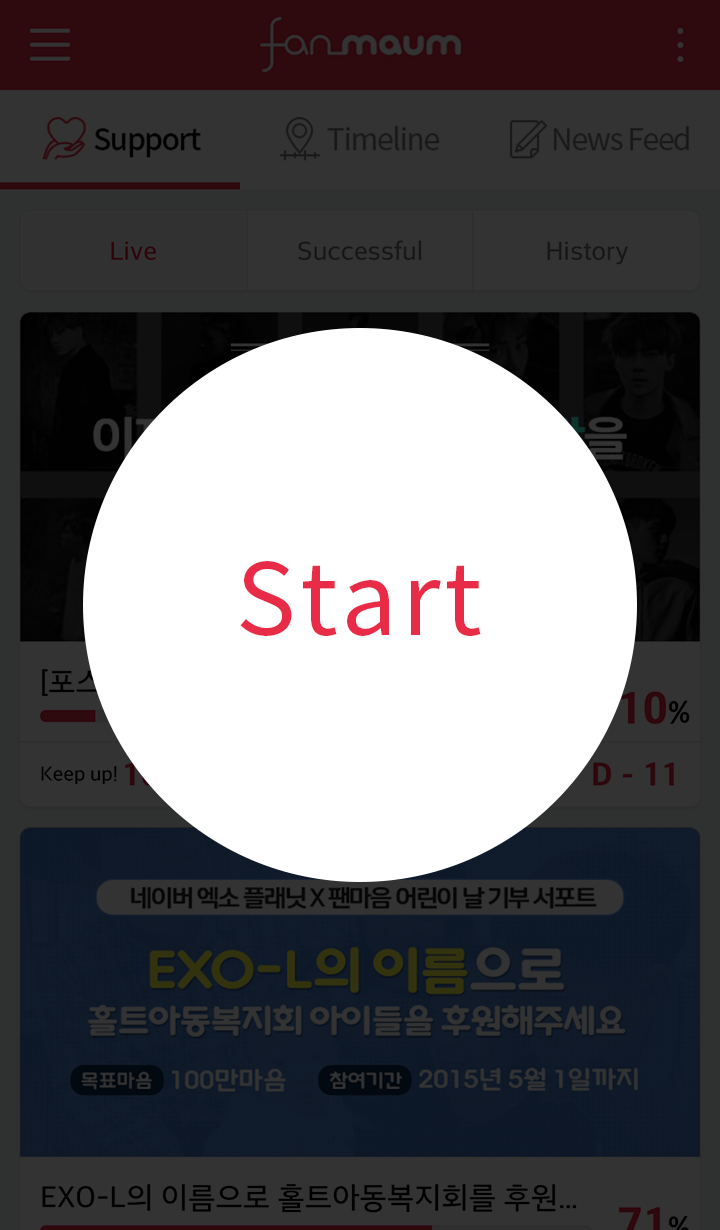 fanmaum
Support
Timeline
News Feed
Live
Successful
History
을
Start
[포스
10%
Keep up!
D - 11
네이버 엑소 플래닛 X 팬마음 어린이 날 기부 서포트
EXO-L의 이름으로
홀트아동복지회 아이들을 후원해주세요
목표마음 100만마음 참여기간 2015년 5월 1일까지
EXO-L의 이름으로 홀트아동복지회를 후원...
71%